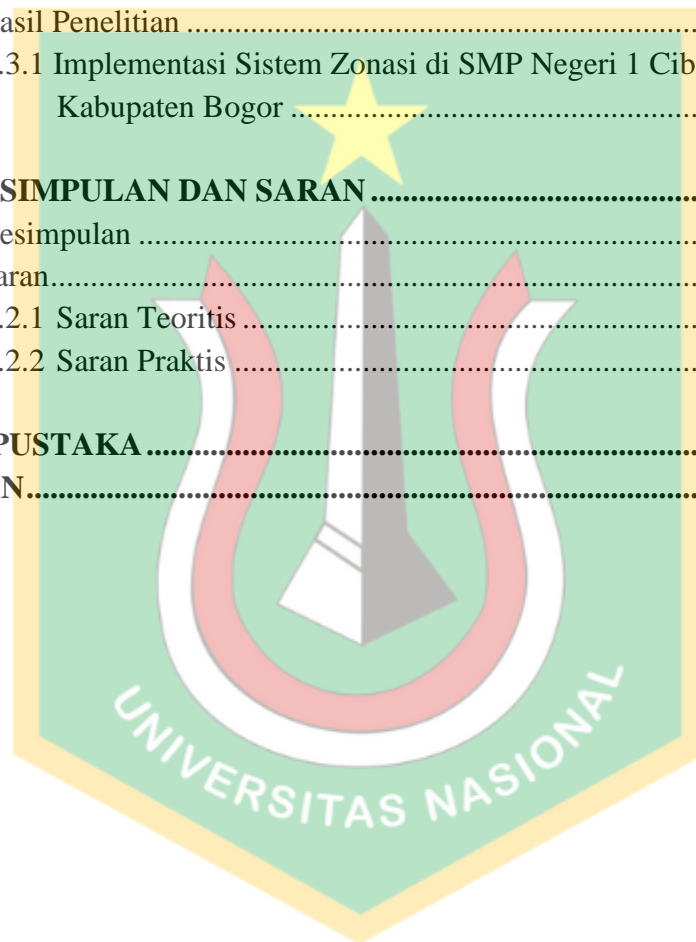 asil Penelitian ........................................................................
.3.1 Implementasi Sistem Zonasi di SMP Negeri 1 Cib
Kabupaten Bogor ........................................................
SIMPULAN DAN SARAN ................................................
esimpulan ..............................................................................
aran.........................................................................................
.2.1 Saran Teoritis ................................................................
.2.2 Saran Praktis .................................................................
PUSTAKA ............................................................................
N............................................................................................
UNIVERSITAS NASIONAL